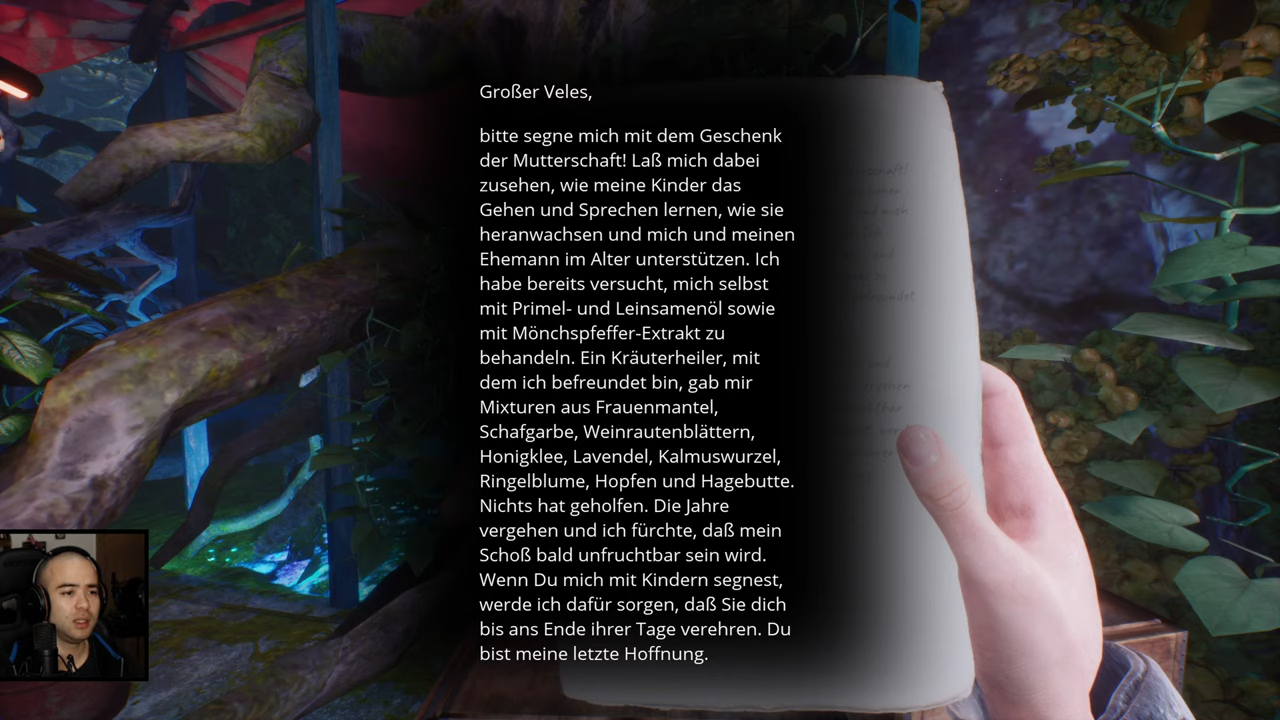 Großer Veles,
bitte segne mich mit dem Geschenk
der Mutterschaft! Laß mich dabei
zusehen, wie meine Kinder das
Gehen und Sprechen lernen, wie sie
heranwachsen und mich und meinen
Ehemann im Alter unterstützen. Ich
habe bereits versucht, mich selbst
mit Primel- und Leinsamenöl sowie
mit Mönchspfeffer-Extrakt zu
behandeln. Ein Kräuterheiler, mit
dem ich befreundet bin, gab mir
Mixturen aus Frauenmantel,
Schafgarbe, Weinrautenblättern,
Honigklee, Lavendel, Kalmuswurzel,
Ringelblume, Hopfen und Hagebutte.
Nichts hat geholfen. Die Jahre
vergehen und ich fürchte, daß mein
Schoß bald unfruchtbar sein wird.
Wenn Du mich mit Kindern segnest,
werde ich dafür sorgen, daß Sie dich
bis ans Ende ihrer Tage verehren. Du
bist meine letzte Hoffnung.